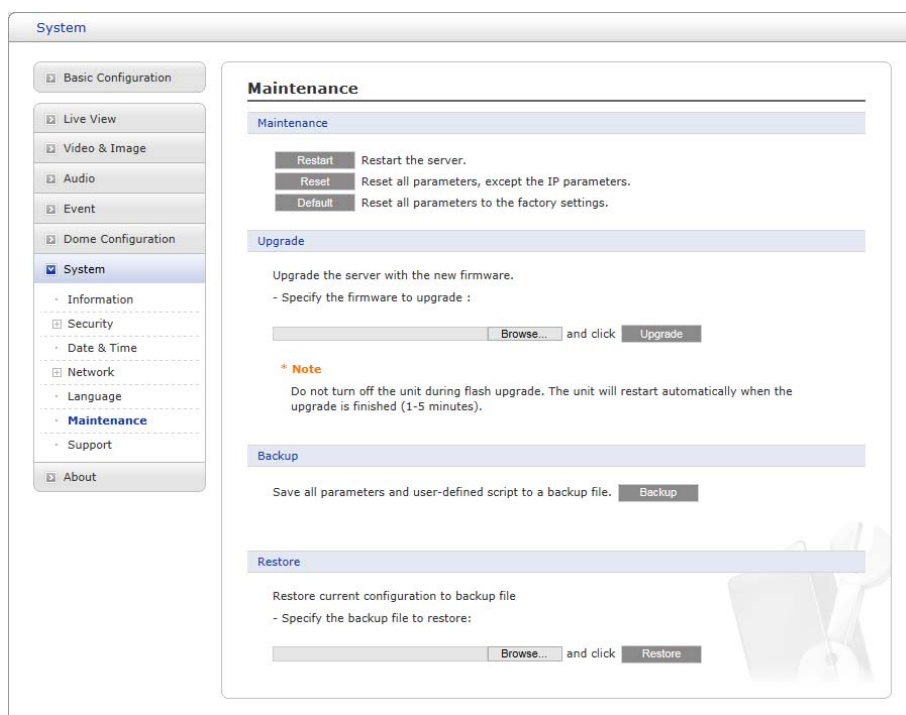 System
Basic Configuration
Live View
Video & Image
Audio
Event
Dome Configuration
System
Information
Security
Date & Time
Network
Language
Maintenance
Support
About
Maintenance
Maintenance
Restart Restart the server.
Reset Reset all parameters, except the IP parameters.
Default Reset all parameters to the factory settings.
Upgrade
Upgrade the server with the new firmware.
- Specify the firmware to upgrade :
Browse... and click Upgrade
* Note
Do not turn off the unit during flash upgrade. The unit will restart automatically when the
upgrade is finished (1-5 minutes).
Backup
Save all parameters and user-defined script to a backup file. Backup
Restore
Restore current configuration to backup file
- Specify the backup file to restore:
Browse... and click Restore